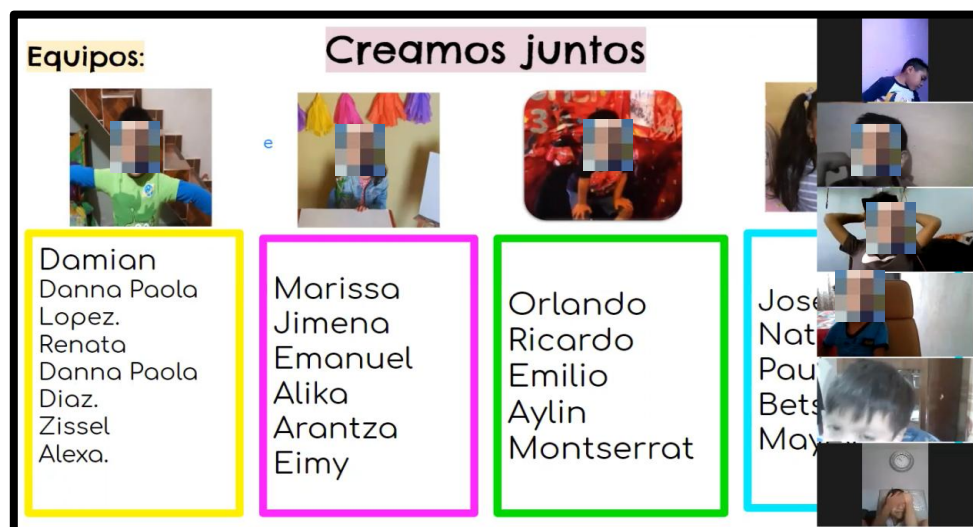 Creamos juntos
Equipos:
e
Damian
Danna Paola
Lopez.
Renata
Danna Paola
Diaz.
Zissel
Alexa.
Marissa
Jimena
Emanuel
Alika
Arantza
Eimy
Orlando
Ricardo
Emilio
Aylin
Montserrat